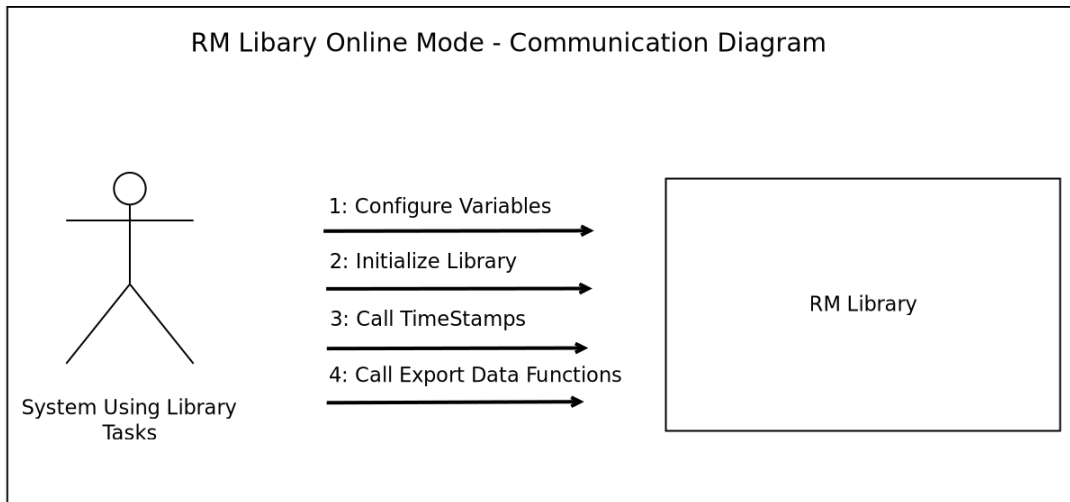 RM Libary Online Mode - Communication Diagram
1: Configure Variables
2: Initialize Library
3: Call TimeStamps
4: Call Export Data Functions
System Using Library
Tasks
RM Library